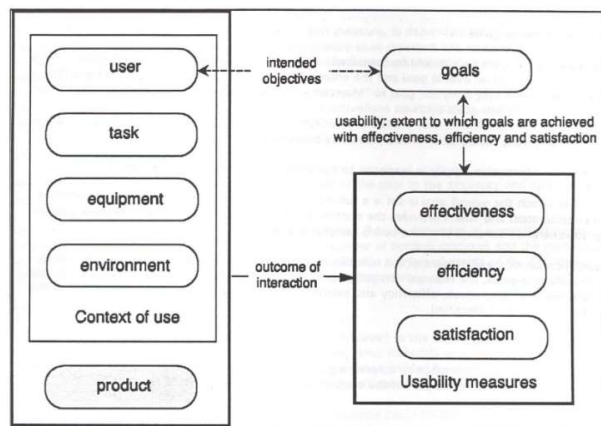 user
intended
objectives
goals
task
usability: extent to which goals are achieved
with effectiveness, efficiency and satisfaction
equipment
effectiveness
environment
outcome of
interaction
efficiency
Context of use
satisfaction
product
Usability measures